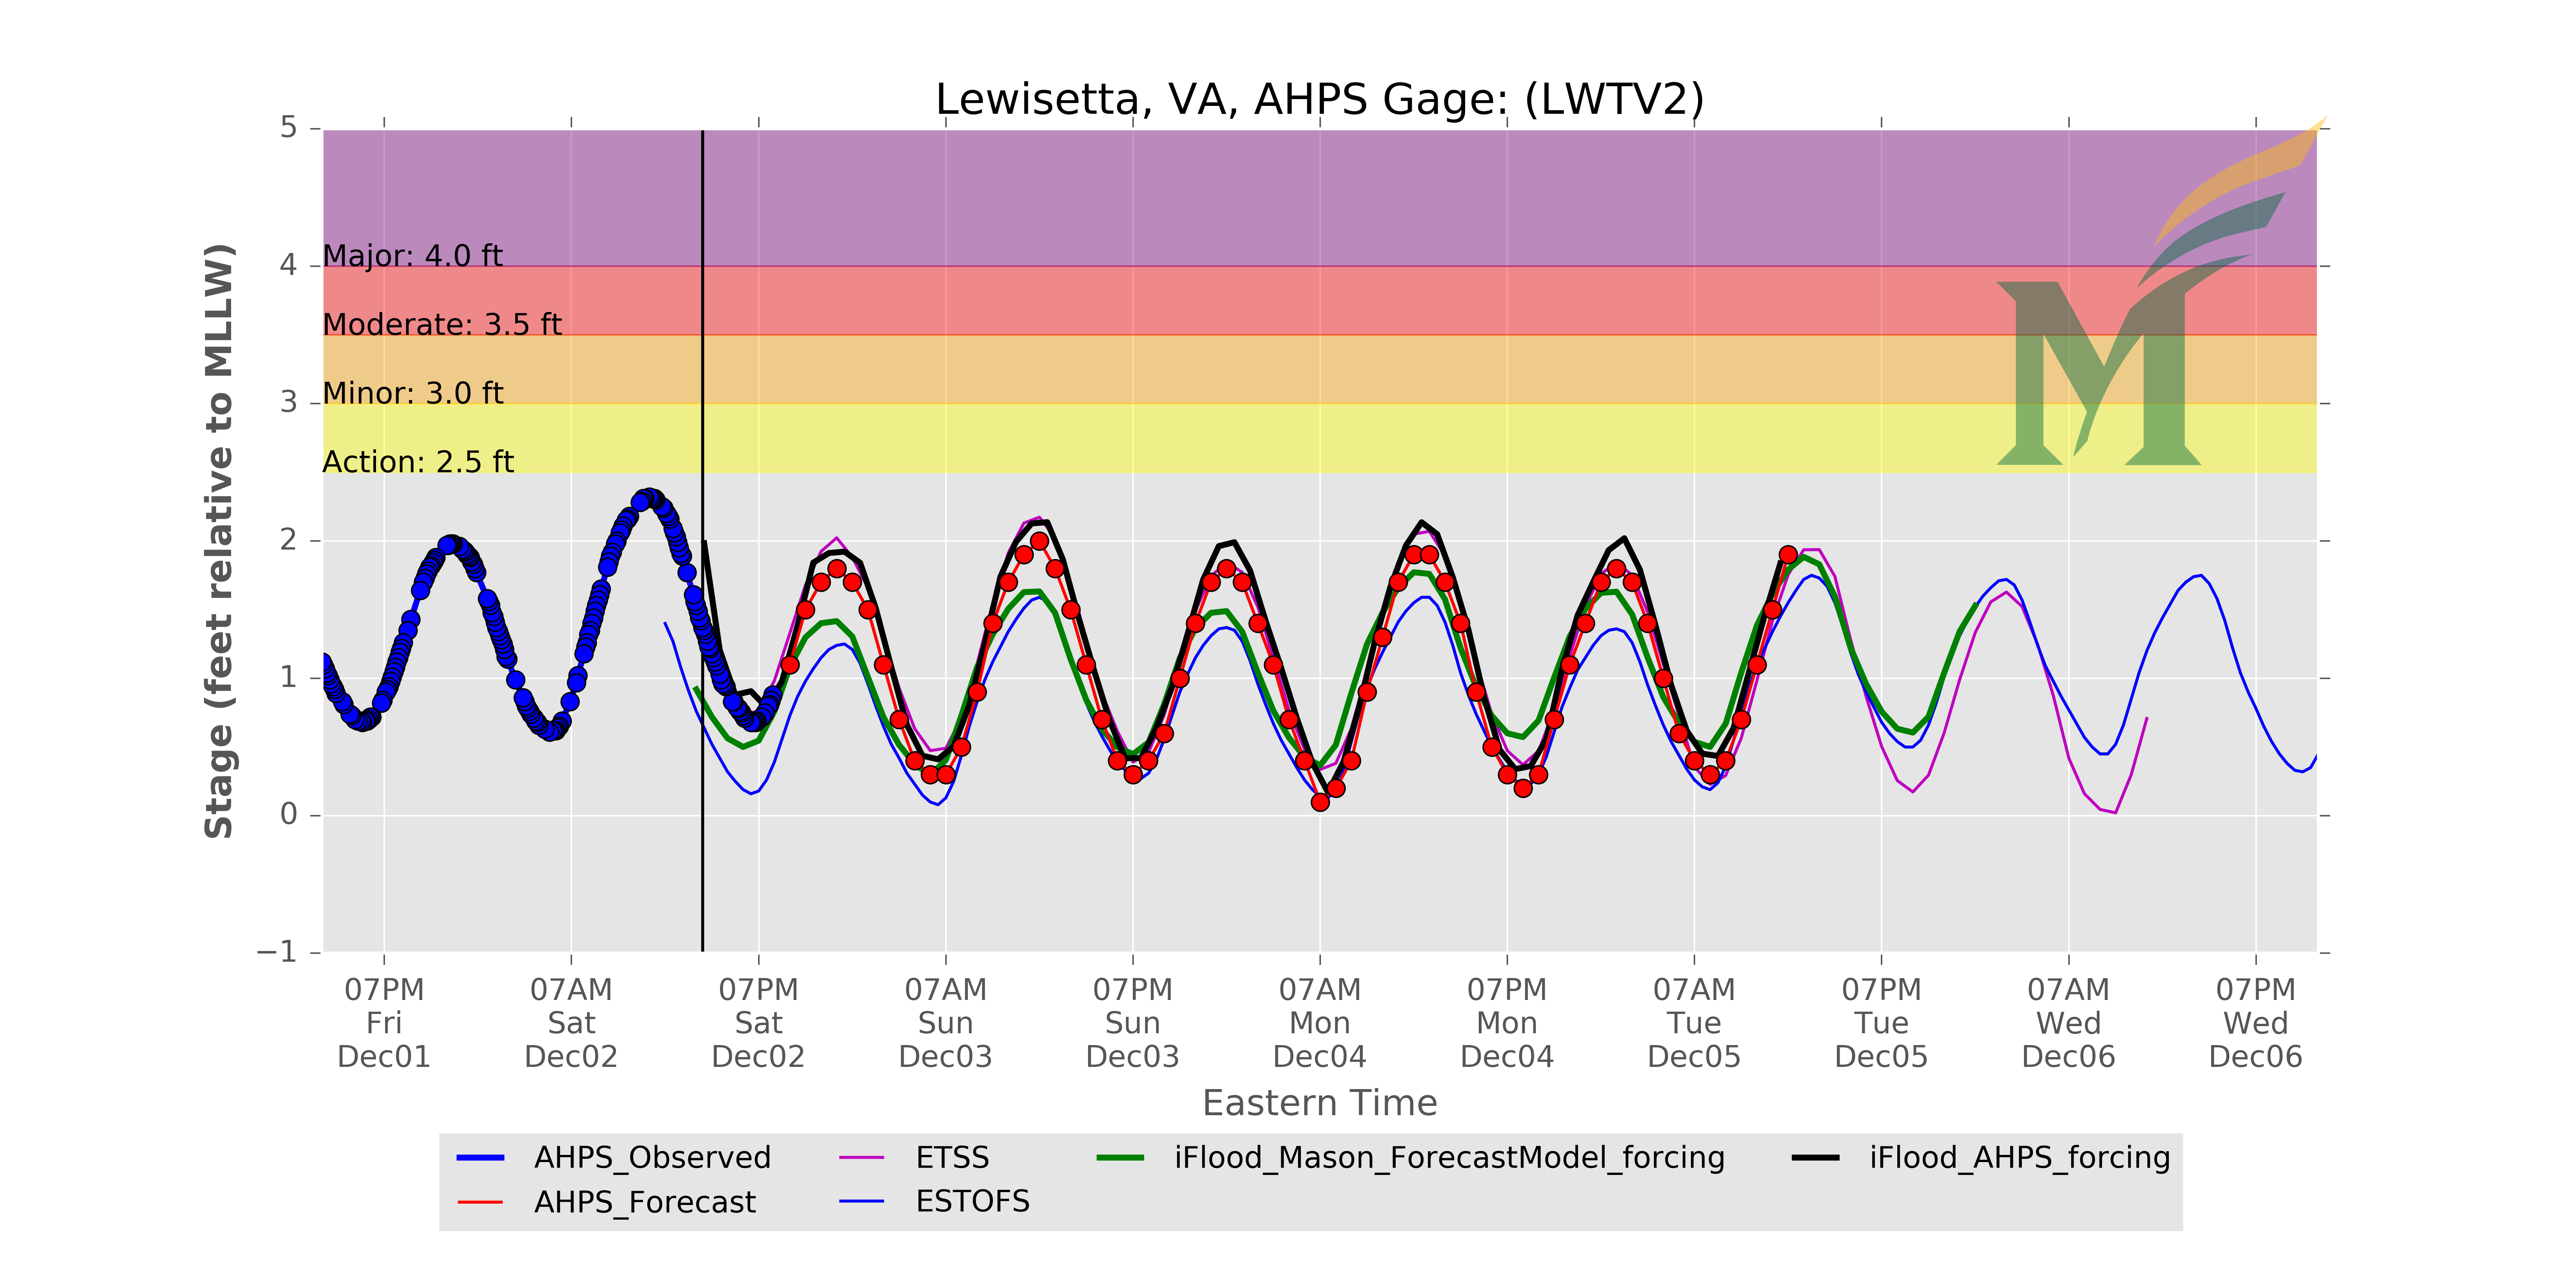 Lewisetta, VA, AHPS Gage: (LWTV2)
Stage (feet relative to MLLW)
5
4
3
2
1
0
−1
Major: 4.0 ft
Moderate: 3.5 ft
Minor: 3.0 ft
Action: 2.5 ft
07PM 07AM 07PM 07AM 07PM 07AM 07PM 07AM 07PM 07AM 07PM
Fri Sat Sat Sun Sun Mon Mon Tue Tue Wed Wed
Dec01 Dec02 Dec02 Dec03 Dec03 Dec04 Dec04 Dec05 Dec05 Dec06 Dec06
Eastern Time
AHPS_Observed ETSS iFlood_Mason_ForecastModel_forcing iFlood_AHPS_forcing
AHPS_Forecast ESTOFS
M